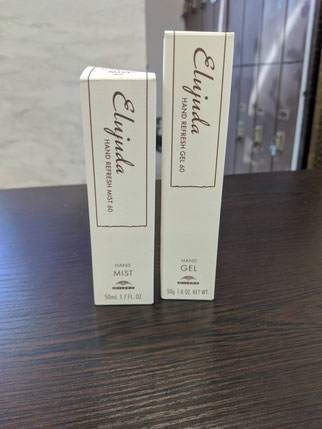 MIST
Elujuda
HAND REFRESH MIST 60
HAND
MIST
50mL 1.7 FL. OZ.
Elujuda
HAND REFRESH GEL 60
HAND
GEL
50g 1.8 OZ. NET WT.